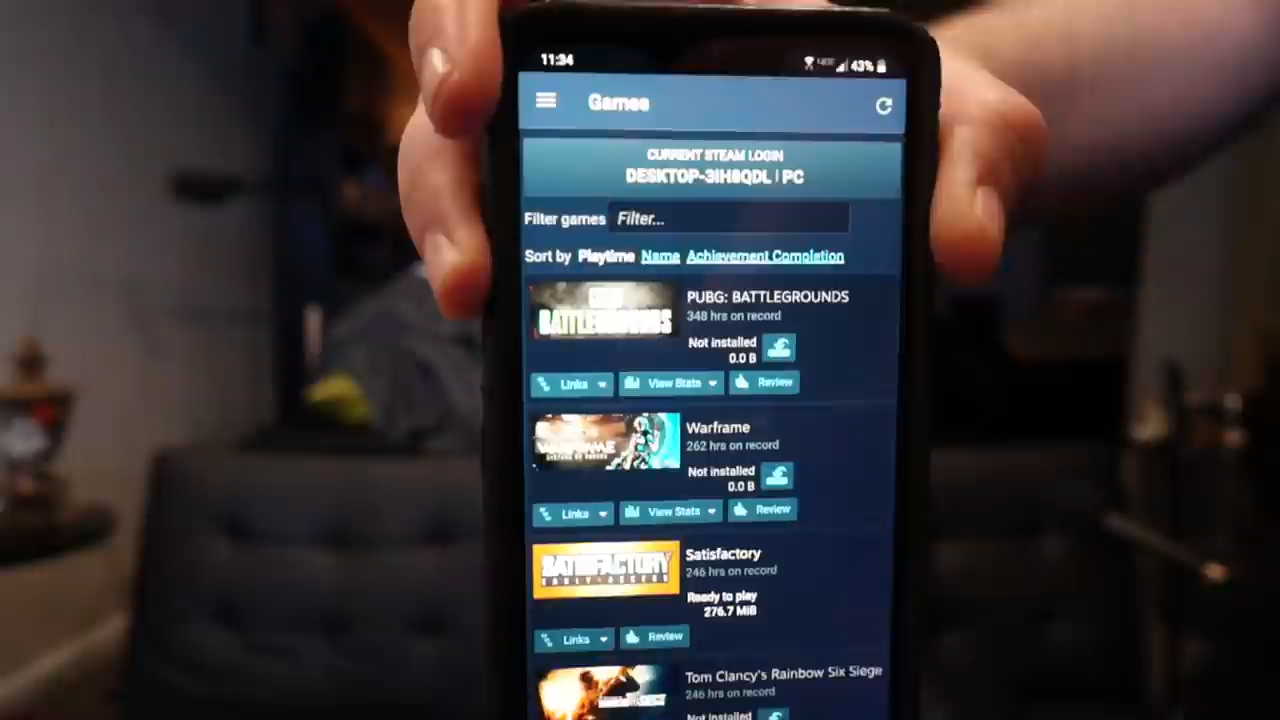 11:34
43%
Games
CURRENT STEAM LOGIN
DESKTOP-3IH8QDL | PC
Filter games Filter...
Sort by Playtime Name Achievement Completion
BATTLEGROUNDS
PUBG: BATTLEGROUNDS
348 hrs on record
Not installed
0.0 B
Links View Stats Review
WARFRAME
Warframe
262 hrs on record
Not installed
0.0 B
Links View Stats Review
SATISFACTORY
EARLY ACCESS
Satisfactory
246 hrs on record
Ready to play
276.7 MiB
Links Review
Tom Clancy's Rainbow Six Siege
246 hrs on record
Not installed